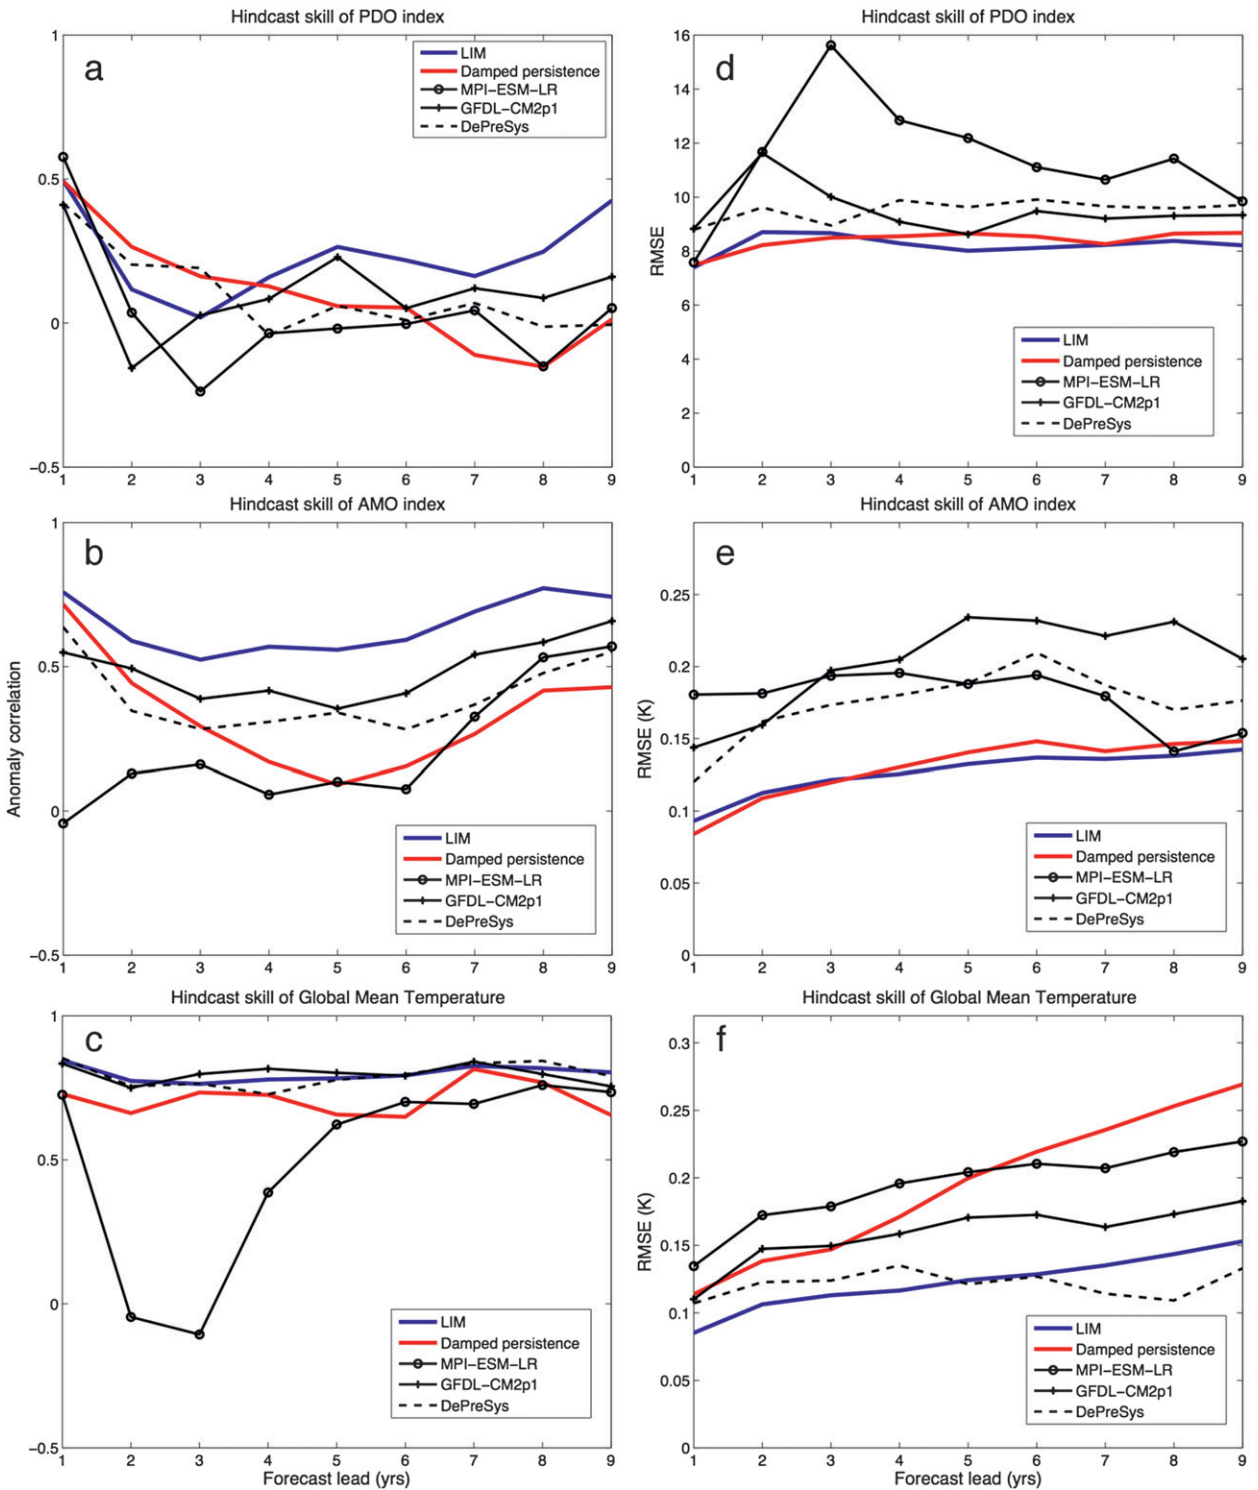 Hindcast skill of PDO index
a
1
0.5
0
−0.5
1 2 3 4 5 6 7 8 9
LIM
Damped persistence
MPI−ESM−LR
GFDL−CM2p1
DePreSys
Hindcast skill of PDO index
d
RMSE
16
14
12
10
8
6
4
2
0
1 2 3 4 5 6 7 8 9
LIM
Damped persistence
MPI−ESM−LR
GFDL−CM2p1
DePreSys
Hindcast skill of AMO index
b
Anomaly correlation
1
0.5
0
−0.5
1 2 3 4 5 6 7 8 9
LIM
Damped persistence
MPI−ESM−LR
GFDL−CM2p1
DePreSys
Hindcast skill of AMO index
e
RMSE (K)
0.25
0.2
0.15
0.1
0.05
0
1 2 3 4 5 6 7 8 9
LIM
Damped persistence
MPI−ESM−LR
GFDL−CM2p1
DePreSys
Hindcast skill of Global Mean Temperature
c
1
0.5
0
−0.5
1 2 3 4 5 6 7 8 9
Forecast lead (yrs)
LIM
Damped persistence
MPI−ESM−LR
GFDL−CM2p1
DePreSys
Hindcast skill of Global Mean Temperature
f
RMSE (K)
0.3
0.25
0.2
0.15
0.1
0.05
0
1 2 3 4 5 6 7 8 9
Forecast lead (yrs)
LIM
Damped persistence
MPI−ESM−LR
GFDL−CM2p1
DePreSys